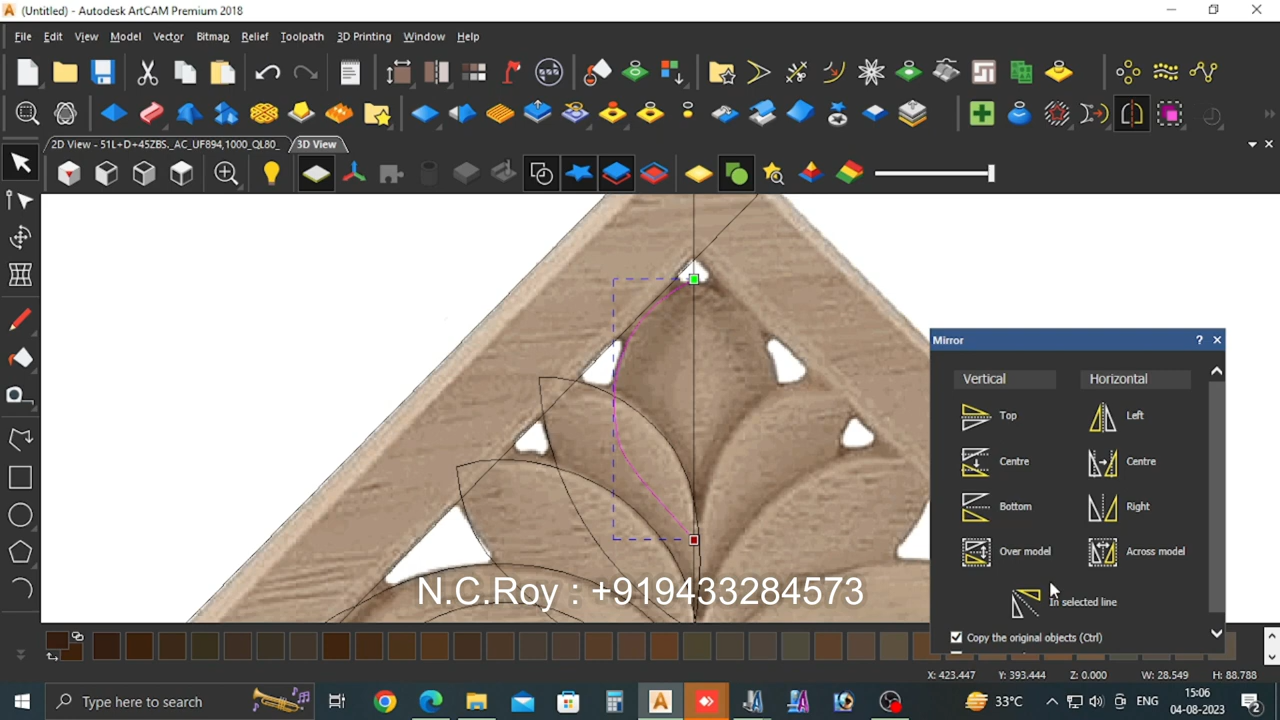 (Untitled) - Autodesk ArtCAM Premium 2018
File Edit View Model Vector Bitmap Relief Toolpath 3D Printing Window Help
2D View - 51L+D+45ZBS._AC_UF894,1000_QL80_ 3D View
Mirror ?
Vertical Horizontal
Top Left
Centre Centre
Bottom Right
Over model Across model
In selected line
Copy the original objects (Ctrl)
N.C.Roy : +919433284573
X: 423.447 Y: 393.444 Z: 0.000 W: 28.549 H: 88.788
Type here to search
33°C
ENG
15:06
04-08-2023
2